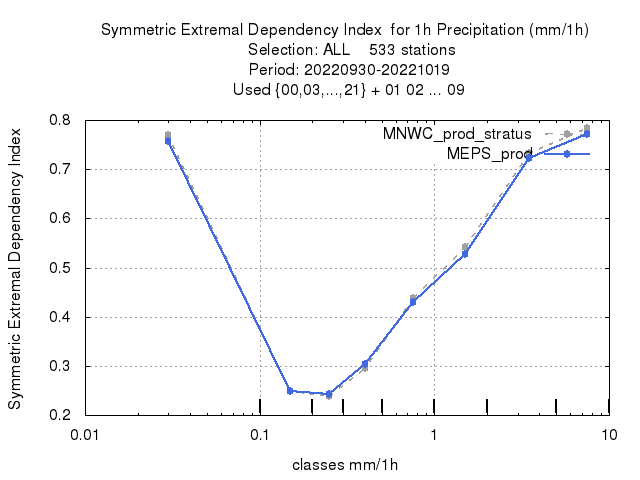 Symmetric Extremal Dependency Index  for 1h Precipitation (mm/1h)
Selection: ALL    533 stations
Period: 20220930-20221019
Used {00,03,...,21} + 01 02 ... 09
Symmetric Extremal Dependency Index
0.8
0.7
0.6
0.5
0.4
0.3
0.2
MNWC_prod_stratus
MEPS_prod
0.01 0.1 1 10
classes mm/1h